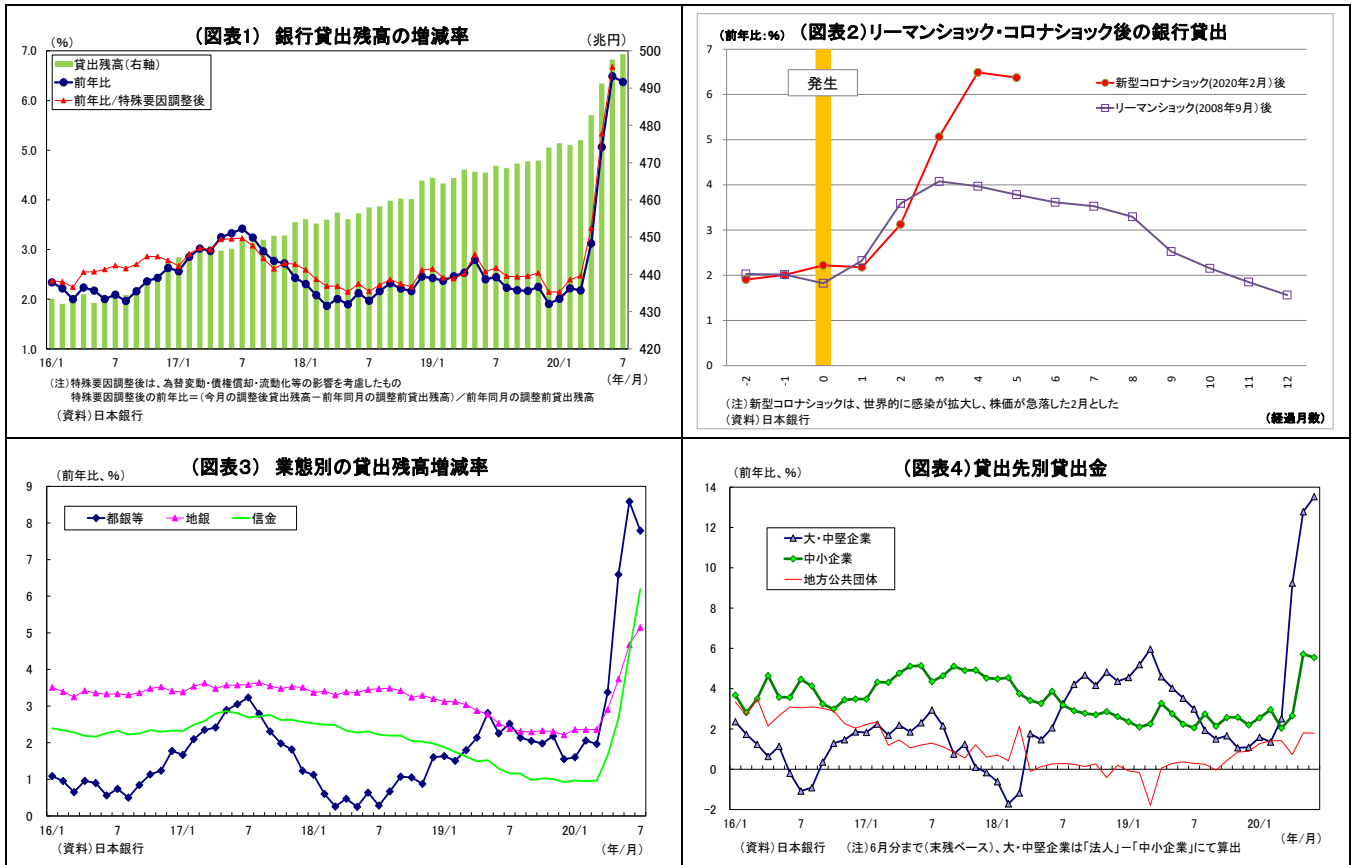 (図表1) 銀行貸出残高の増減率
(%)
(兆円)
貸出残高(右軸)
前年比
前年比/特殊要因調整後
7.0
6.0
5.0
4.0
3.0
2.0
1.0
500
490
480
470
460
450
440
430
420
16/1 7 17/1 7 18/1 7 19/1 7 20/1 7
(年/月)
(注)特殊要因調整後は、為替変動・債権償却・流動化等の影響を考慮したもの
特殊要因調整後の前年比=(今月の調整後貸出残高-前年同月の調整前貸出残高)/前年同月の調整前貸出残高
(資料)日本銀行
(前年比:%)
(図表2)リーマンショック・コロナショック後の銀行貸出
発生
新型コロナショック(2020年2月)後
リーマンショック(2008年9月)後
7
6
5
4
3
2
1
0
-2 -1 0 1 2 3 4 5 6 7 8 9 10 11 12
(注)新型コロナショックは、世界的に感染が拡大し、株価が急落した2月とした
(資料)日本銀行
(経過月数)
(図表3) 業態別の貸出残高増減率
(前年比、%)
都銀等 地銀 信金
9
8
7
6
5
4
3
2
1
0
16/1 7 17/1 7 18/1 7 19/1 7 20/1 7
(資料)日本銀行
(年/月)
(図表4)貸出先別貸出金
(前年比、%)
大・中堅企業
中小企業
地方公共団体
14
12
10
8
6
4
2
0
-2
16/1 7 17/1 7 18/1 7 19/1 7 20/1
(年/月)
(資料)日本銀行 (注)6月分まで(末残ベース)、大・中堅企業は「法人」-「中小企業」にて算出